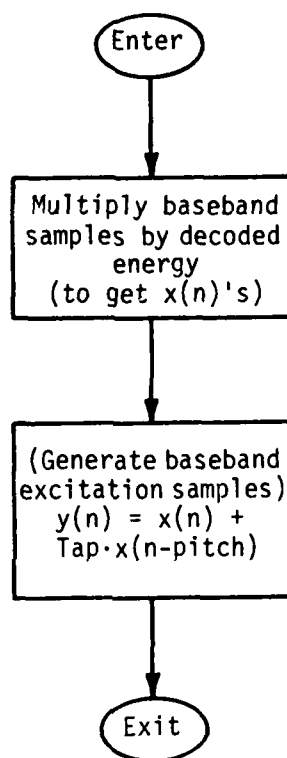 Enter
Multiply baseband
samples by decoded
energy
(to get x(n)'s)
(Generate baseband
excitation samples)
y(n) = x(n) +
Tap·x(n-pitch)
Exit